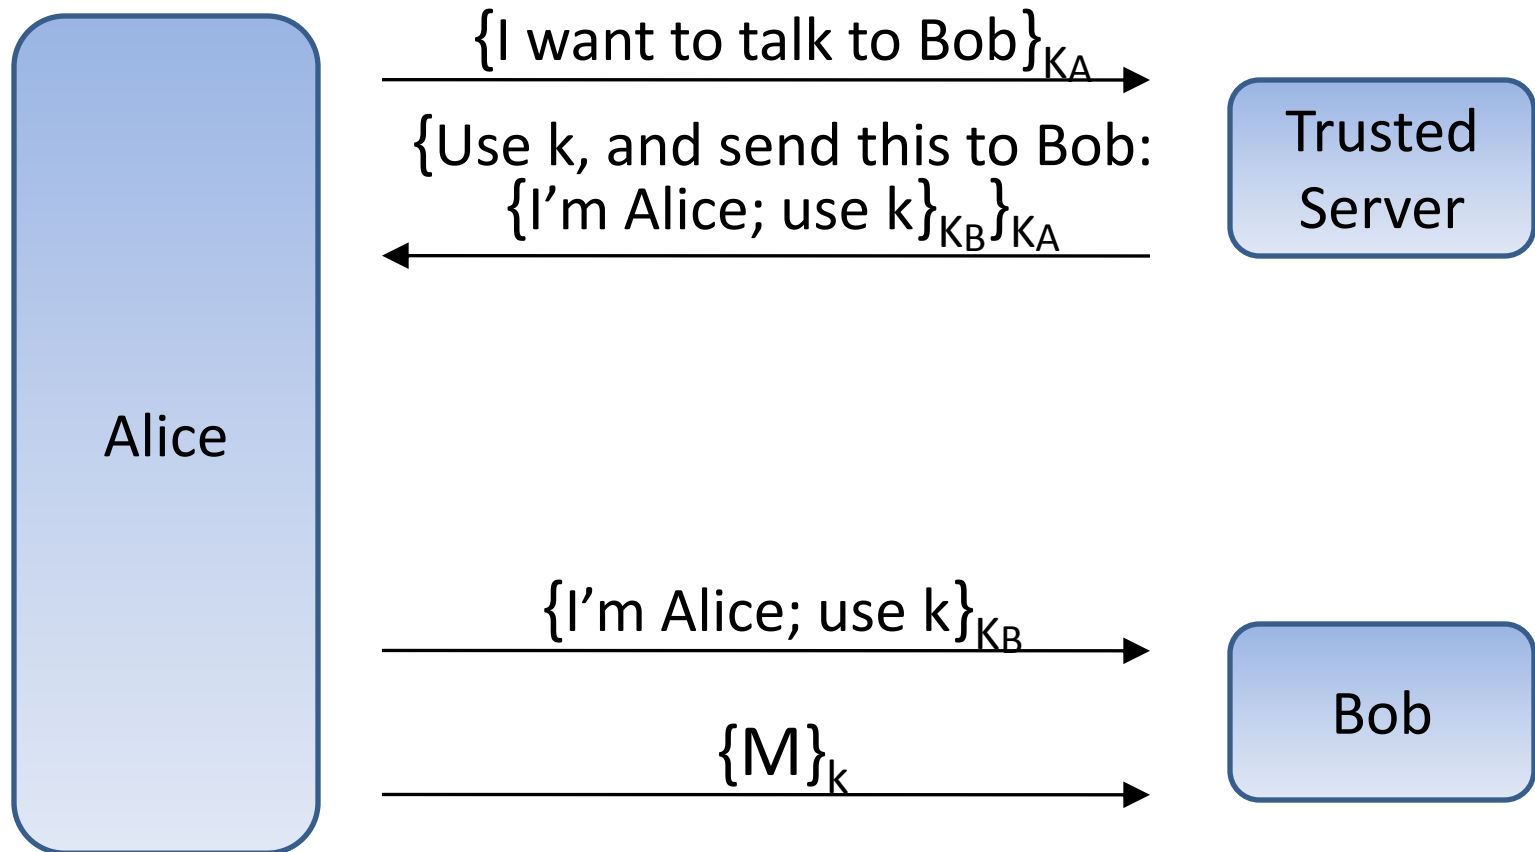 {I want to talk to Bob}KA
{Use k, and send this to Bob:
{I’m Alice; use k}KB}KA
Trusted
Server
Alice
{I’m Alice; use k}KB
{M}k
Bob